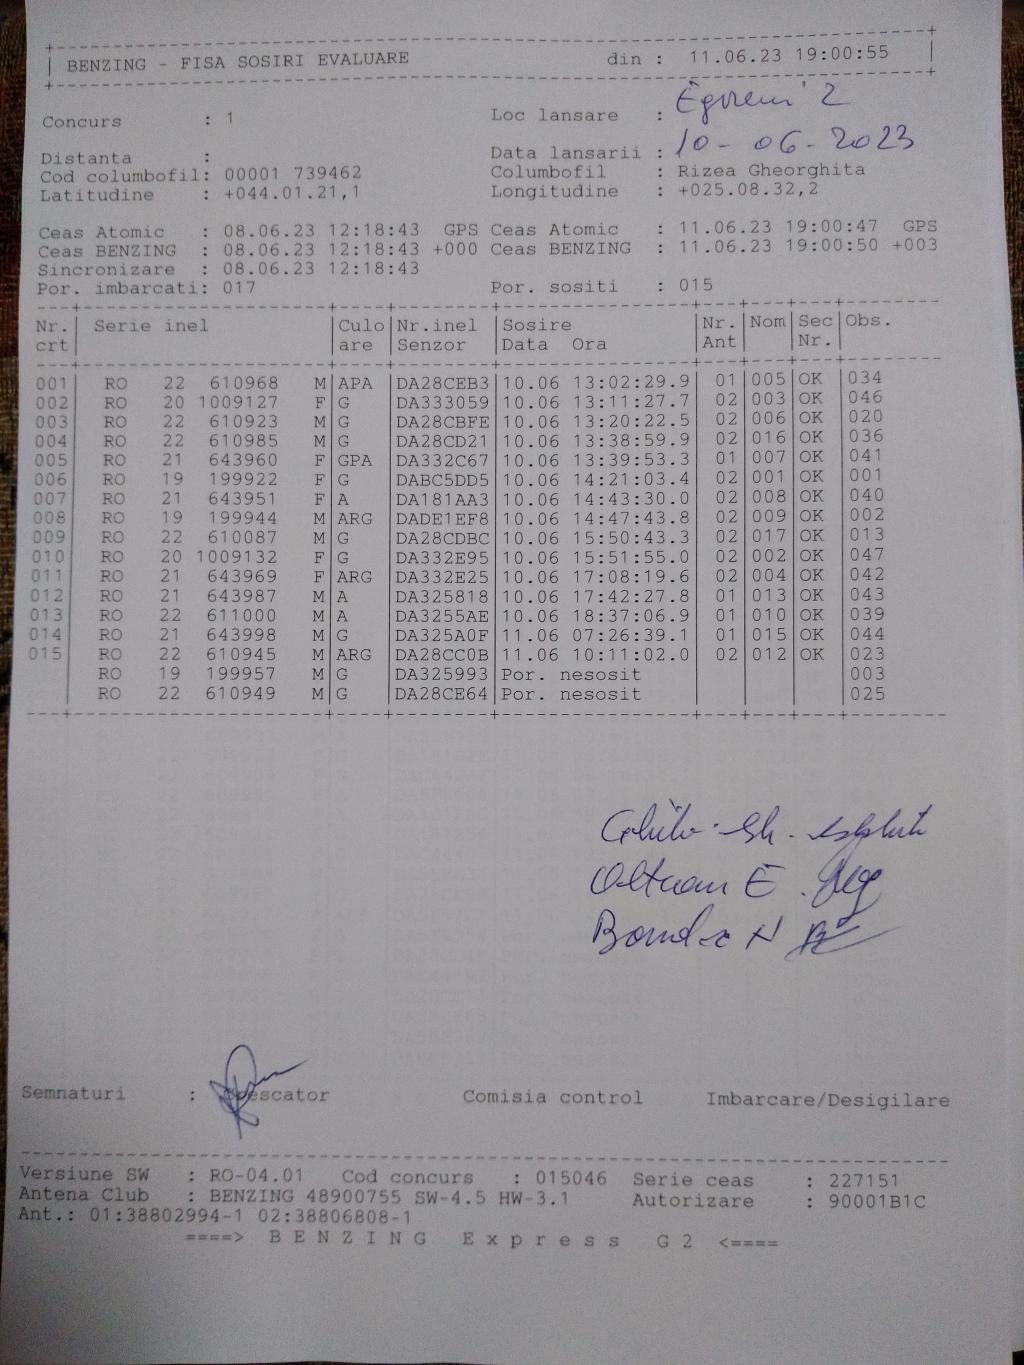 BENZING - FISA SOSIRI EVALUARE din : 11.06.23 19:00:55
Concurs : 1 Loc lansare : 2
Distanta : Data lansarii : 10-06-2023
Cod columbofil: 00001 739462 Columbofil : Rizea Gheorghita
Latitudine : +044.01.21,1 Longitudine : +025.08.32,2
Ceas Atomic : 08.06.23 12:18:43 GPS Ceas Atomic : 11.06.23 19:00:47 GPS
Ceas BENZING : 08.06.23 12:18:43 +000 Ceas BENZING : 11.06.23 19:00:50 +003
Sincronizare : 08.06.23 12:18:43
Por. imbarcati: 017 Por. sositi : 015
Nr. Serie inel Culo Nr.inel Sosire Nr. Nom Sec Obs.
crt are Senzor Data Ora Ant Nr.
001 RO 22 610968 M APA DA28CEB3 10.06 13:02:29.9 01 005 OK 034
002 RO 20 1009127 F G DA333059 10.06 13:11:27.7 02 003 OK 046
003 RO 22 610923 M G DA28CBFE 10.06 13:20:22.5 02 006 OK 020
004 RO 22 610985 M G DA28CD21 10.06 13:38:59.9 02 016 OK 036
005 RO 21 643960 F GPA DA332C67 10.06 13:39:53.3 01 007 OK 041
006 RO 19 199922 F G DABC5DD5 10.06 14:21:03.4 02 001 OK 001
007 RO 21 643951 F A DA181AA3 10.06 14:43:30.0 02 008 OK 040
008 RO 19 199944 M ARG DADE1EF8 10.06 14:47:43.8 02 009 OK 002
009 RO 22 610087 M G DA28CDBC 10.06 15:50:43.3 02 017 OK 013
010 RO 20 1009132 F G DA332E95 10.06 15:51:55.0 02 002 OK 047
011 RO 21 643969 F ARG DA332E25 10.06 17:08:19.6 02 004 OK 042
012 RO 21 643987 M A DA325818 10.06 17:42:27.8 01 013 OK 043
013 RO 22 611000 M A DA3255AE 10.06 18:37:06.9 01 010 OK 039
014 RO 21 643998 M G DA325A0F 11.06 07:26:39.1 01 015 OK 044
015 RO 22 610945 M ARG DA28CC0B 11.06 10:11:02.0 02 012 OK 023
RO 19 199957 M G DA325993 Por. nesosit 003
RO 22 610949 M G DA28CE64 Por. nesosit 025
Semnaturi : Comisia control Imbarcare/Desigilare
Versiune SW : RO-04.01 Cod concurs : 015046 Serie ceas : 227151
Antena Club : BENZING 48900755 SW-4.5 HW-3.1 Autorizare : 90001B1C
Ant.: 01:38802994-1 02:38806808-1
====> BENZING Express G2 <====